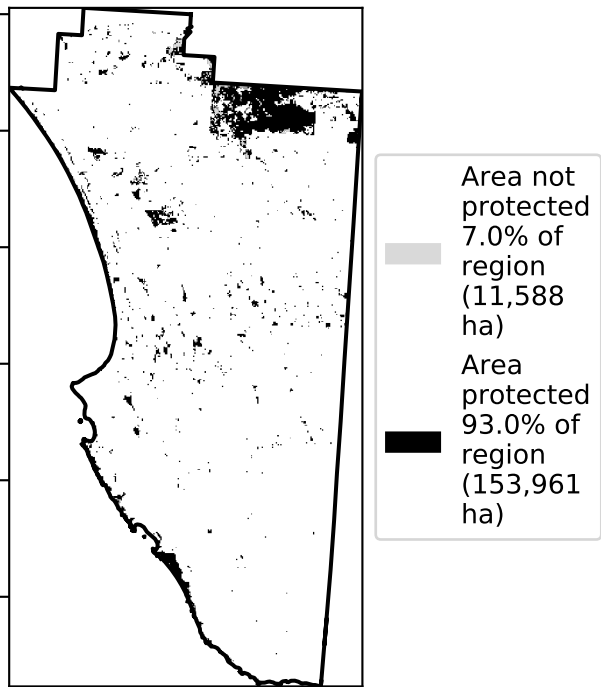 Area not
protected
7.0% of
region
(11,588
ha)
Area
protected
93.0% of
region
(153,961
ha)